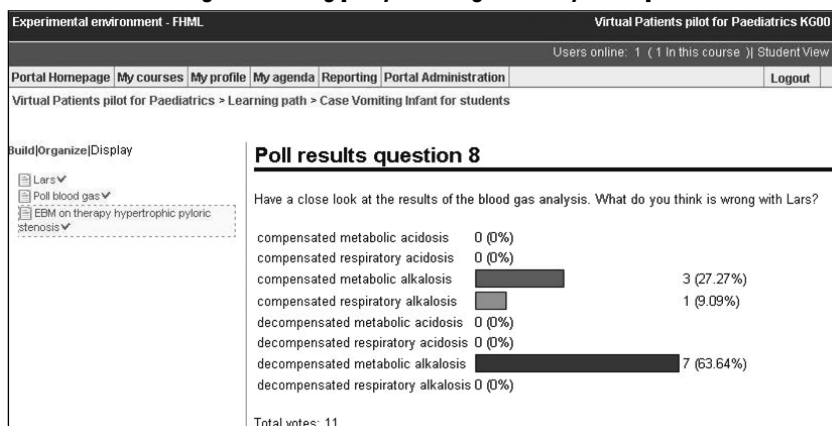 Experimental environment - FHML
Virtual Patients pilot for Paediatrics KG00
Users online: 1 ( 1 In this course )| Student View
Portal Homepage My courses My profile My agenda Reporting Portal Administration Logout
Virtual Patients pilot for Paediatrics > Learning path > Case Vomiting Infant for students
Build|Organize|Display
Lars
Poll blood gas
EBM on therapy hypertrophic pyloric
stenosis
Poll results question 8
Have a close look at the results of the blood gas analysis. What do you think is wrong with Lars?
compensated metabolic acidosis 0 (0%)
compensated respiratory acidosis 0 (0%)
compensated metabolic alkalosis 3 (27.27%)
compensated respiratory alkalosis 1 (9.09%)
decompensated metabolic acidosis 0 (0%)
decompensated respiratory acidosis 0 (0%)
decompensated metabolic alkalosis 7 (63.64%)
decompensated respiratory alkalosis 0 (0%)
Total votes: 11